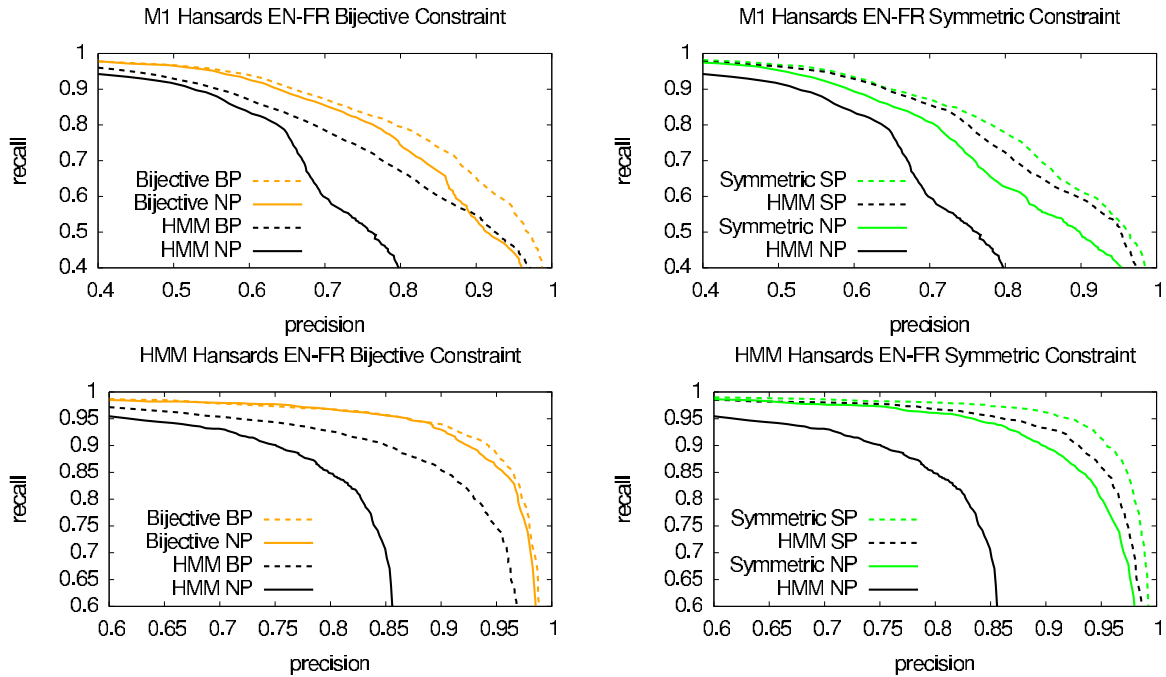 M1 Hansards EN-FR Bijective Constraint
1
0.9
0.8
0.7
0.6
0.5
0.4
recall
Bijective BP
Bijective NP
HMM BP
HMM NP
0.4 0.5 0.6 0.7 0.8 0.9 1
precision
M1 Hansards EN-FR Symmetric Constraint
1
0.9
0.8
0.7
0.6
0.5
0.4
recall
Symmetric SP
HMM SP
Symmetric NP
HMM NP
0.4 0.5 0.6 0.7 0.8 0.9 1
precision
HMM Hansards EN-FR Bijective Constraint
1
0.95
0.9
0.85
0.8
0.75
0.7
0.65
0.6
recall
Bijective BP
Bijective NP
HMM BP
HMM NP
0.6 0.65 0.7 0.75 0.8 0.85 0.9 0.95 1
precision
HMM Hansards EN-FR Symmetric Constraint
1
0.95
0.9
0.85
0.8
0.75
0.7
0.65
0.6
recall
Symmetric SP
HMM SP
Symmetric NP
HMM NP
0.6 0.65 0.7 0.75 0.8 0.85 0.9 0.95 1
precision